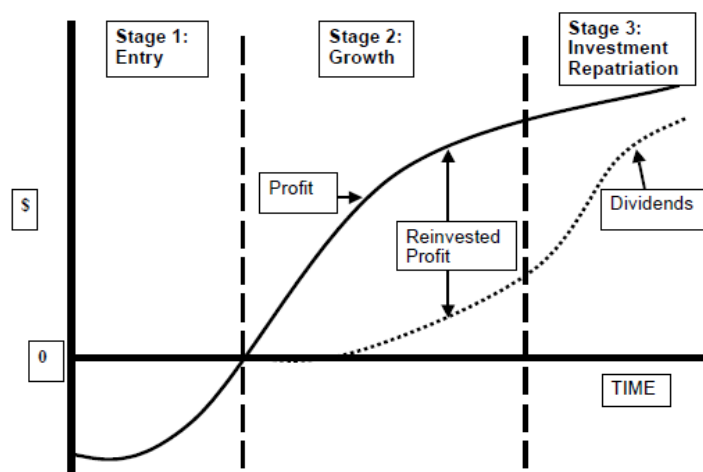 Stage 1:
Entry
Stage 2:
Growth
Stage 3:
Investment
Repatriation
Profit
$
Dividends
Reinvested
Profit
0
TIME